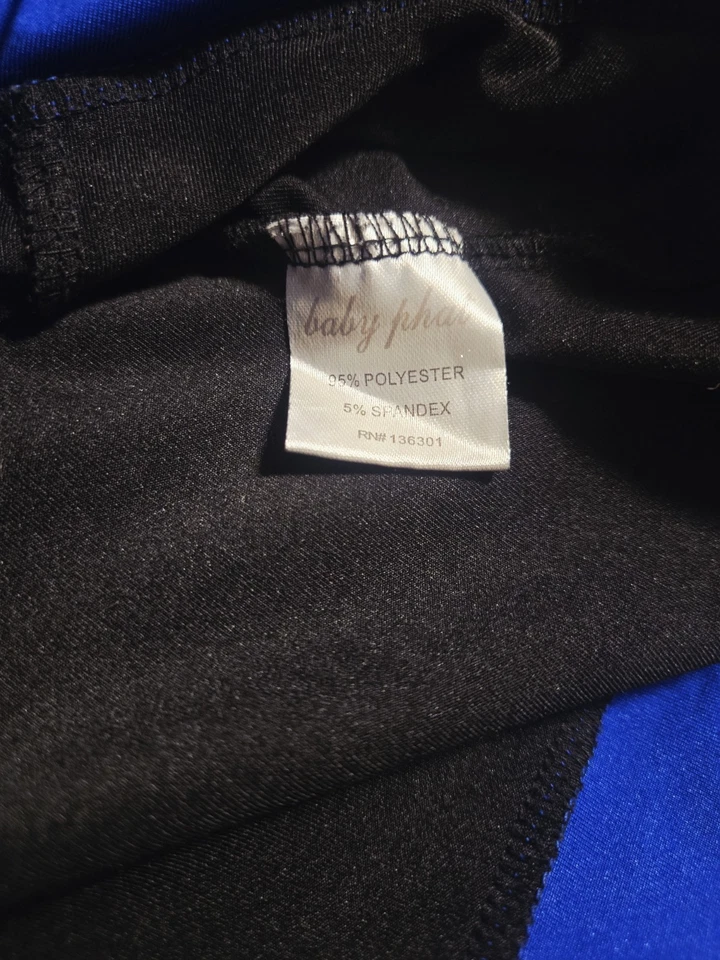 baby phat
95% POLYESTER
5% SPANDEX
RN# 136301